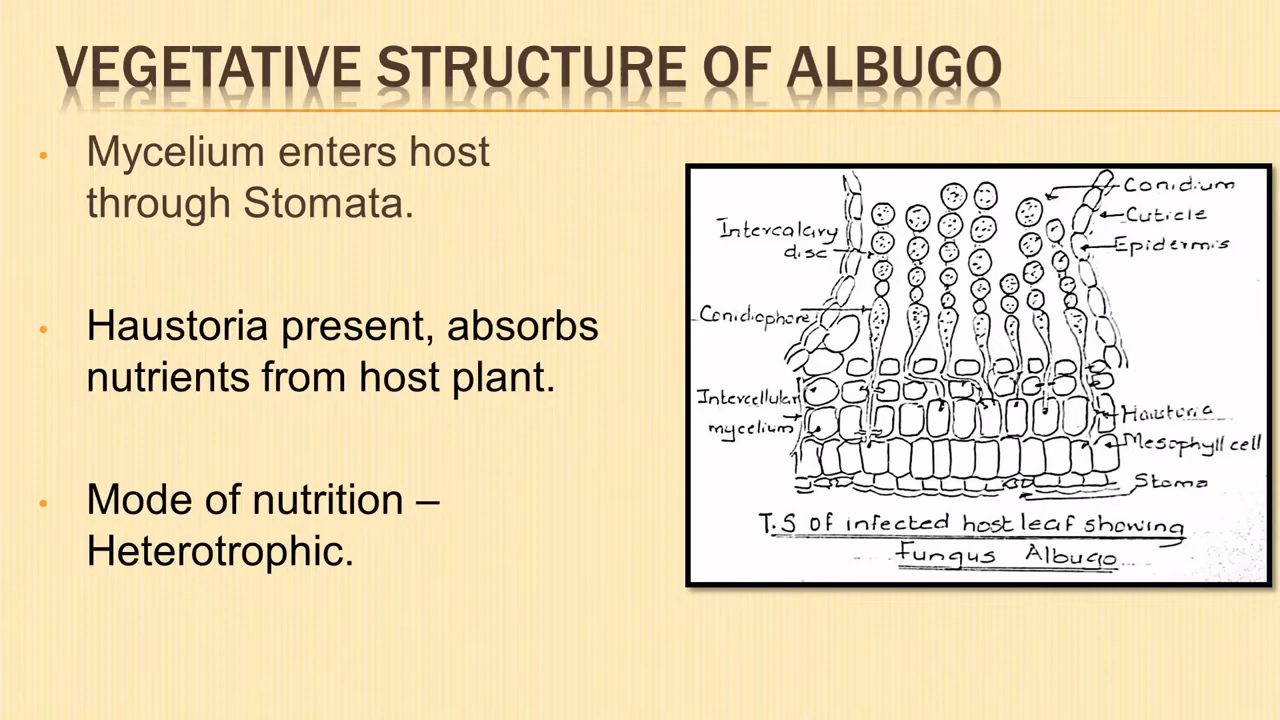 VEGETATIVE STRUCTURE OF ALBUGO
• Mycelium enters host
through Stomata.
• Haustoria present, absorbs
nutrients from host plant.
• Mode of nutrition –
Heterotrophic.
Intercalary
disc
Conidiophore
Intercellular
mycelium
Conidium
Cuticle
Epidermis
Haustoria
Mesophyll cell
Stoma
T.S of infected host leaf showing
Fungus Albugo